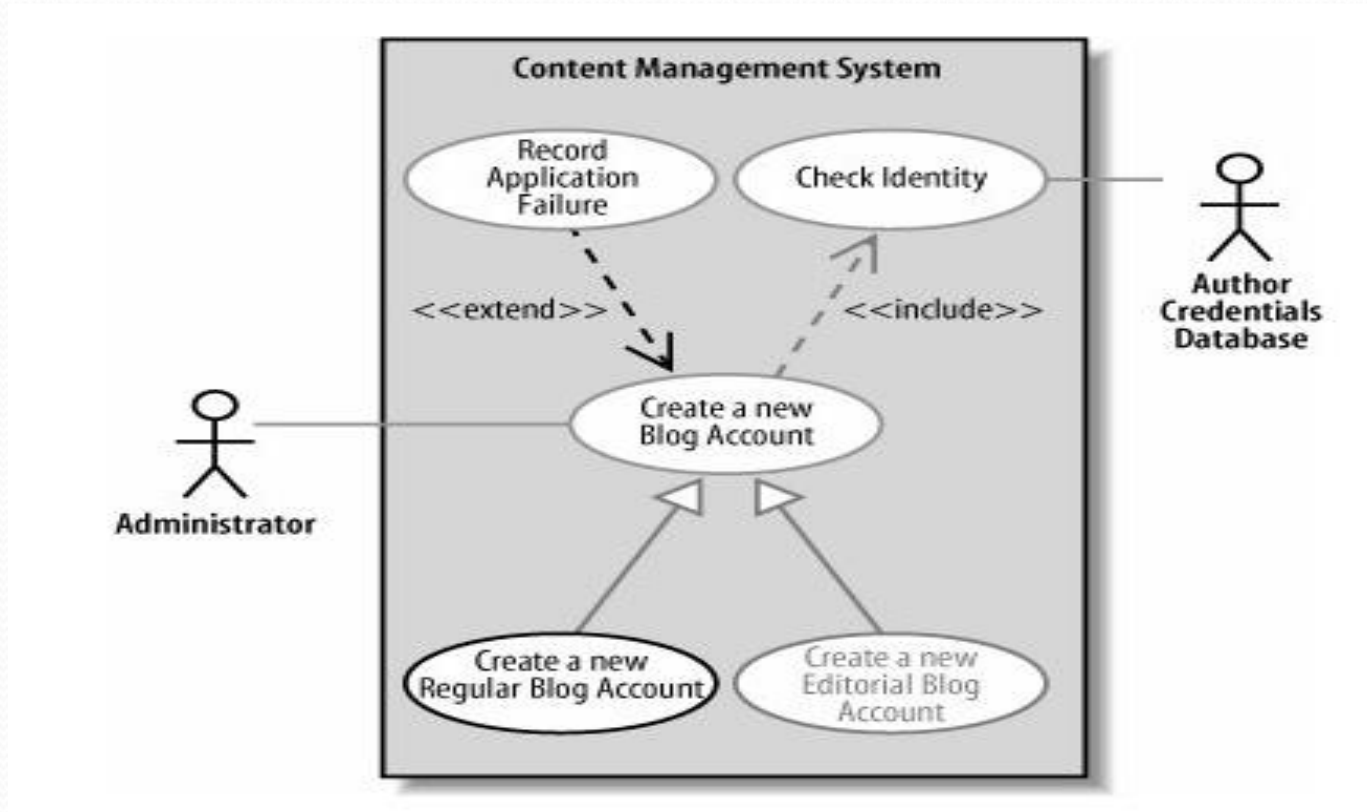 Content Management System
Record
Application
Failure
Check Identity
<<extend>>
<<include>>
Author
Credentials
Database
Create a new
Blog Account
Administrator
Create a new
Regular Blog Account
Create a new
Editorial Blog
Account